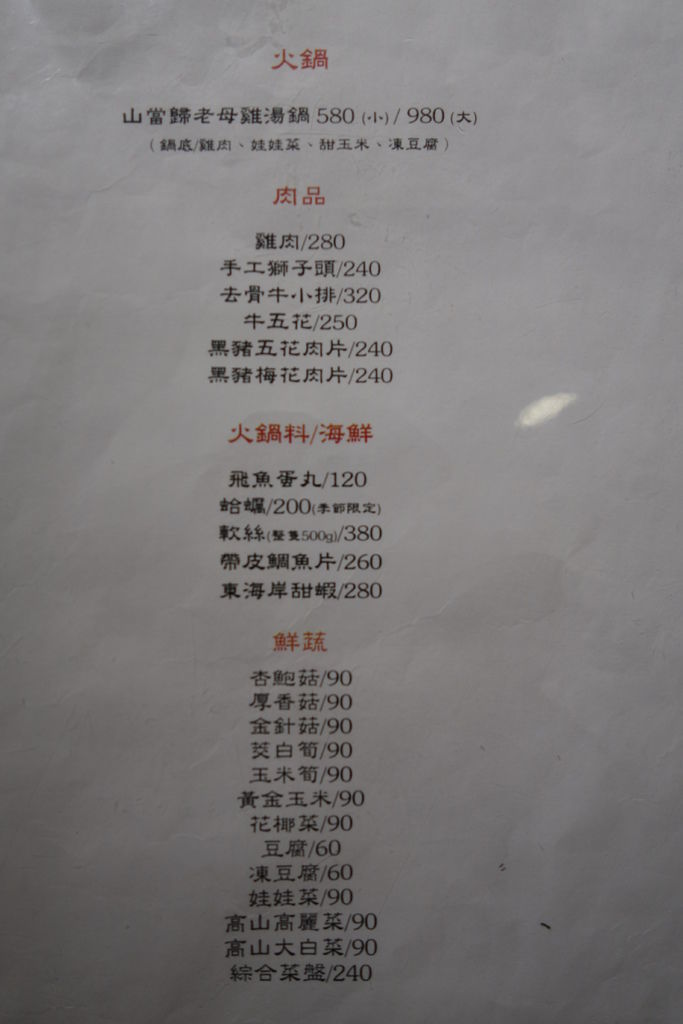 火鍋
山當歸老母雞湯鍋 580 (小) / 980 (大)
( 鍋底/雞肉、娃娃菜、甜玉米、凍豆腐 )
肉品
雞肉/280
手工獅子頭/240
去骨牛小排/320
牛五花/250
黑豬五花肉片/240
黑豬梅花肉片/240
火鍋料/海鮮
飛魚蛋丸/120
蛤蠣/200(季節限定)
軟絲(整隻500g)/380
帶皮鯛魚片/260
東海岸甜蝦/280
鮮蔬
杏鮑菇/90
厚香菇/90
金針菇/90
茭白筍/90
玉米筍/90
黃金玉米/90
花椰菜/90
豆腐/60
凍豆腐/60
娃娃菜/90
高山高麗菜/90
高山大白菜/90
綜合菜盤/240